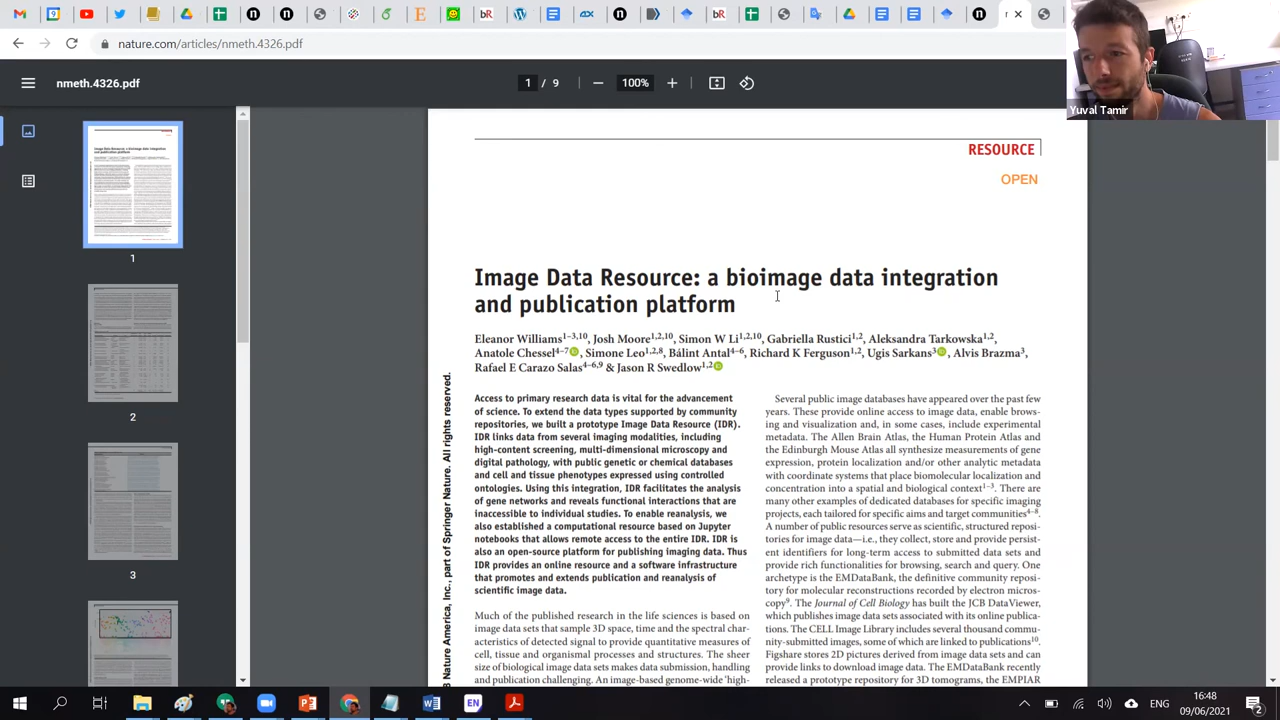 nature.com/articles/nmeth.4326.pdf
nmeth.4326.pdf
1 / 9
100%
Yuval Tamir
RESOURCE
OPEN
Image Data Resource: a bioimage data integration
and publication platform
Eleanor Williams1–3,10, Josh Moore1,2,10, Simon W Li1,2,10, Gabriella Rustici1,2, Aleksandra Tarkowska1,2,
Anatole Chessel4–7, Simone Leo1,2,8, Bálint Antal4–6, Richard K Ferguson1,2, Ugis Sarkans3, Alvis Brazma3,
Rafael E Carazo Salas4–6,9 & Jason R Swedlow1,2
Access to primary research data is vital for the advancement
of science. To extend the data types supported by community
repositories, we built a prototype Image Data Resource (IDR).
IDR links data from several imaging modalities, including
high-content screening, multi-dimensional microscopy and
digital pathology, with public genetic or chemical databases
and cell and tissue phenotypes expressed using controlled
ontologies. Using this integration, IDR facilitates the analysis
of gene networks and reveals functional interactions that are
inaccessible to individual studies. To enable reanalysis, we
also established a computational resource based on Jupyter
notebooks that allows remote access to the entire IDR. IDR is
also an open-source platform for publishing imaging data. Thus
IDR provides an online resource and a software infrastructure
that promotes and extends publication and reanalysis of
scientific image data.
Much of the published research in the life sciences is based on
image data sets that sample 3D space, time and the spectral char-
acteristics of detected signal to provide quantitative measures of
cell, tissue and organismal processes and structures. The sheer
size of biological image data sets makes data submission, handling
and publication challenging. An image-based genome-wide 'high-
Several public image databases have appeared over the past few
years. These provide online access to image data, enable brows-
ing and visualization and, in some cases, include experimental
metadata. The Allen Brain Atlas, the Human Protein Atlas and
the Edinburgh Mouse Atlas all synthesize measurements of gene
expression, protein localization and/or other analytic metadata
with coordinate systems that place biomolecular localization and
concentration into a spatial and biological context1–3. There are
many other examples of dedicated databases for specific imaging
projects, each tailored for specific aims and target communities4–8.
A number of public resources serve as scientific, structured reposi-
tories for image data—i.e., they collect, store and provide persist-
ent identifiers for long-term access to submitted data sets and
provide rich functionalities for browsing, search and query. One
archetype is the EMDataBank, the definitive community reposi-
tory for molecular reconstructions recorded by electron micros-
copy9. The Journal of Cell Biology has built the JCB DataViewer,
which publishes image data sets associated with its online publica-
tions. The CELL Image Library includes several thousand commu-
nity-submitted images, some of which are linked to publications10.
Figshare stores 2D pictures derived from image data sets and can
provide links to download image data. The EMDataBank recently
released a prototype repository for 3D tomograms, the EMPIAR
Nature America, Inc., part of Springer Nature. All rights reserved.
1
2
3
ENG
16:48
09/06/2021